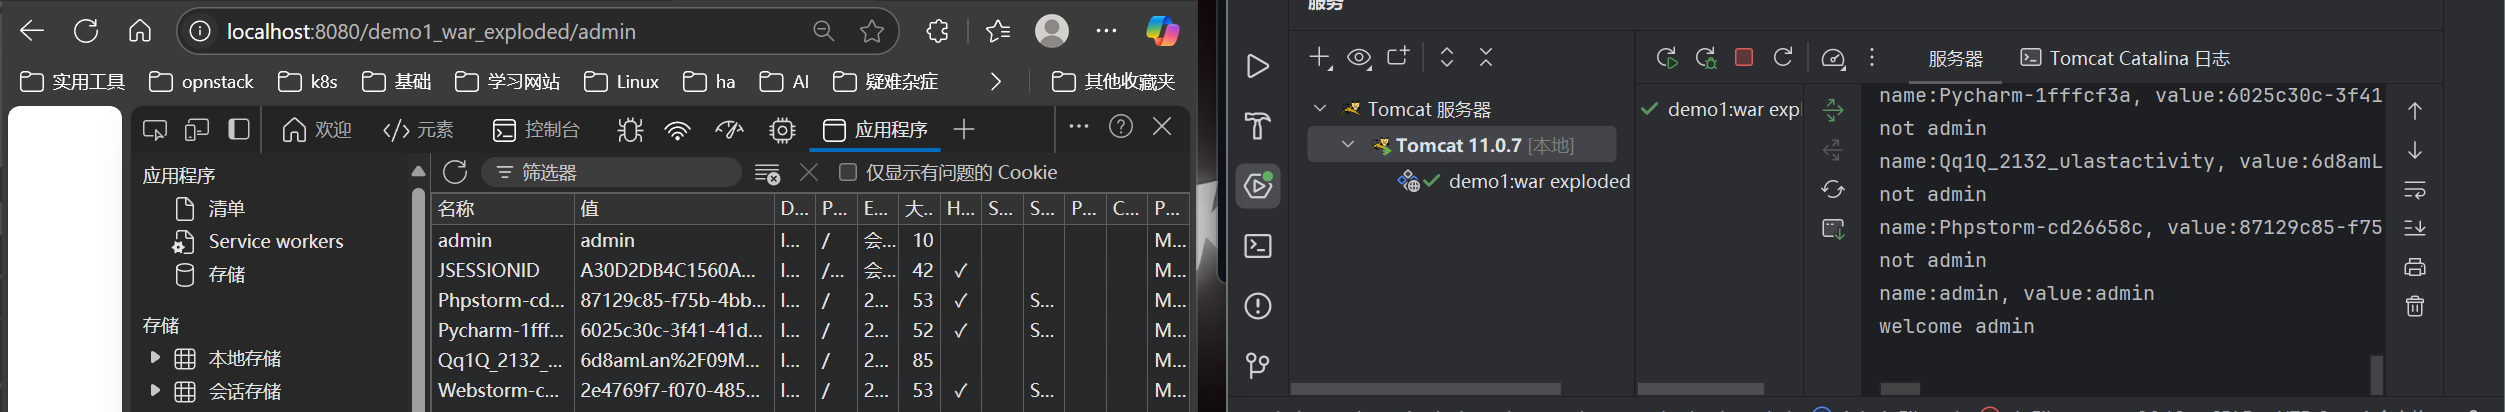 localhost:8080/demo1_war_exploded/admin
实用工具 opnstack k8s 基础 学习网站 Linux ha AI 疑难杂症 其他收藏夹
欢迎 元素 控制台 应用程序
应用程序
清单
Service workers
存储
存储
本地存储
会话存储
筛选器 仅显示有问题的 Cookie
名称 值 D... P... E... 大.. H... S... S... P... C... P...
admin admin l... / 会... 10 M...
JSESSIONID A30D2DB4C1560A... l... /... 会... 42 ✓ M...
Phpstorm-cd... 87129c85-f75b-4bb... l... / 2... 53 ✓ S... M...
Pycharm-1fff... 6025c30c-3f41-41d... l... / 2... 52 ✓ S... M...
Qq1Q_2132_... 6d8amLan%2F09M... l... / 2... 85 M...
Webstorm-c... 2e4769f7-f070-485... l... / 2... 53 ✓ S... M...
服务
Tomcat 服务器
Tomcat 11.0.7 [本地]
demo1:war exploded
demo1:war expl
服务器 Tomcat Catalina 日志
name:Pycharm-1fffcf3a, value:6025c30c-3f41
not admin
name:Qq1Q_2132_ulastactivity, value:6d8amL
not admin
name:Phpstorm-cd26658c, value:87129c85-f75
not admin
name:admin, value:admin
welcome admin